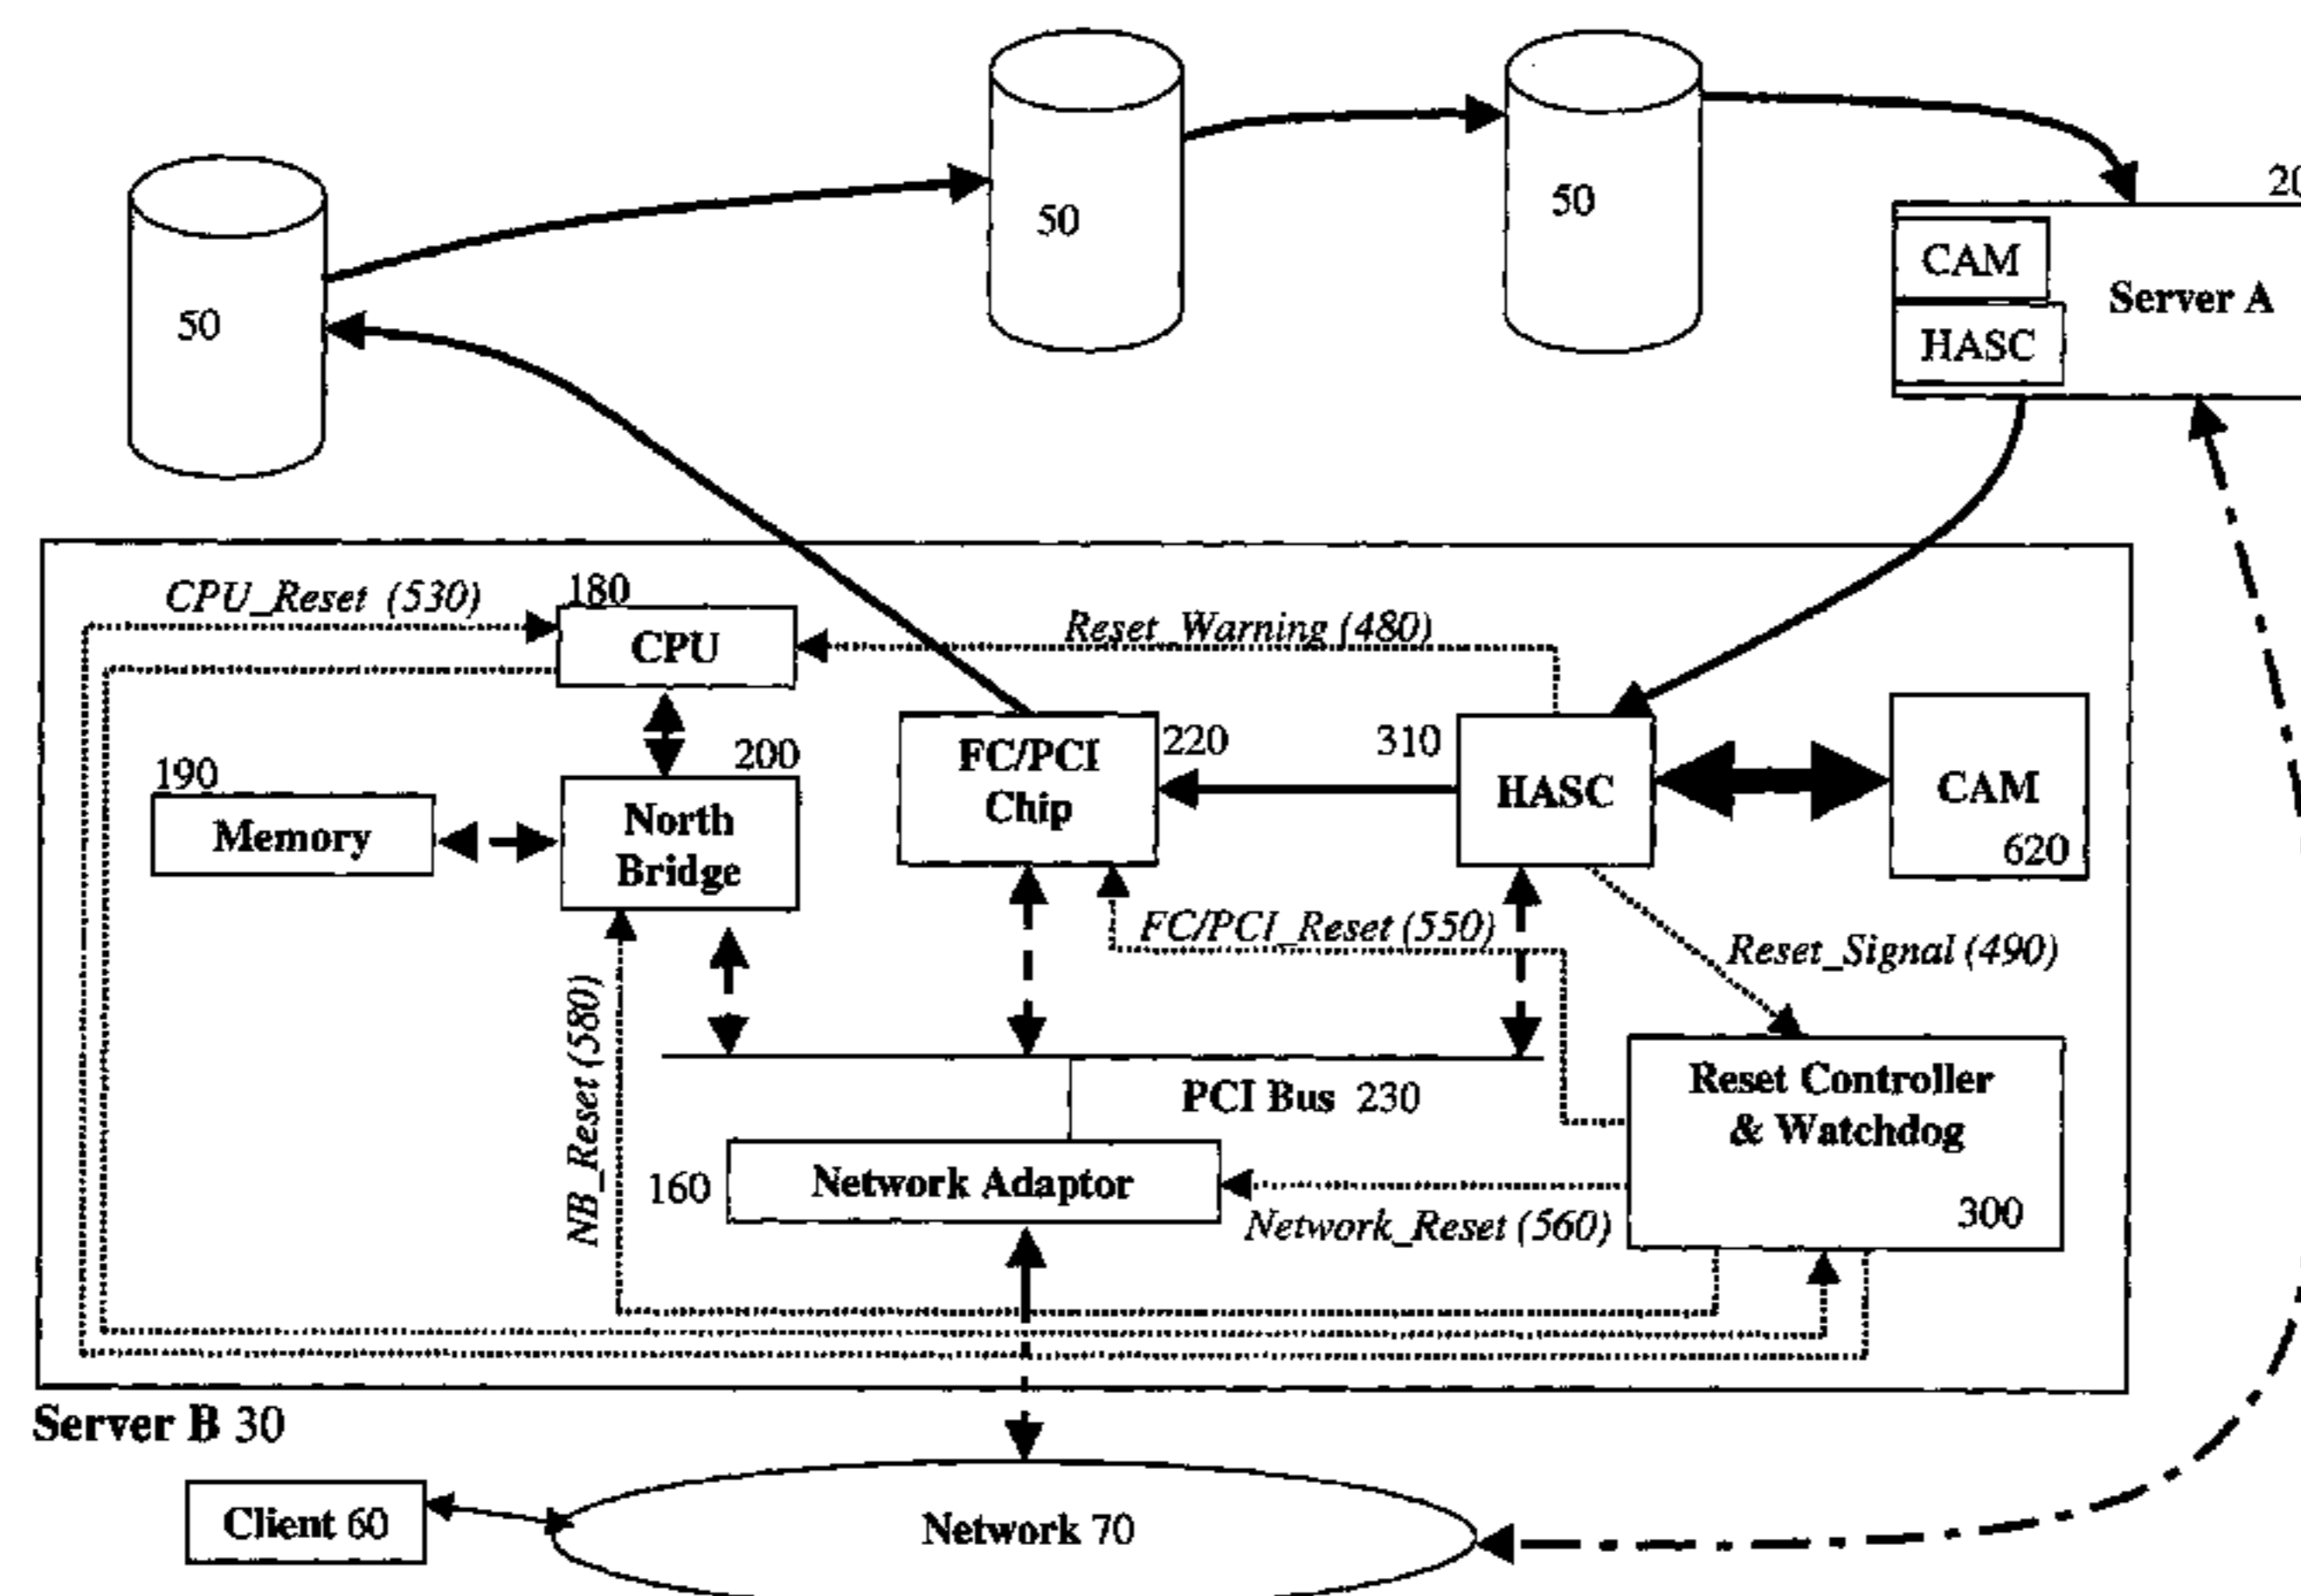 50
50
50
20
CAM
HASC
Server A
CPU_Reset (530)
180
CPU
Reset_Warning (480)
190
Memory
200
North
Bridge
FC/PCI
Chip
220
310
HASC
CAM
620
FC/PCI_Reset (550)
Reset_Signal (490)
NB_Reset (580)
PCI Bus 230
Reset Controller
& Watchdog
300
160
Network Adaptor
Network_Reset (560)
Server B 30
Client 60
Network 70